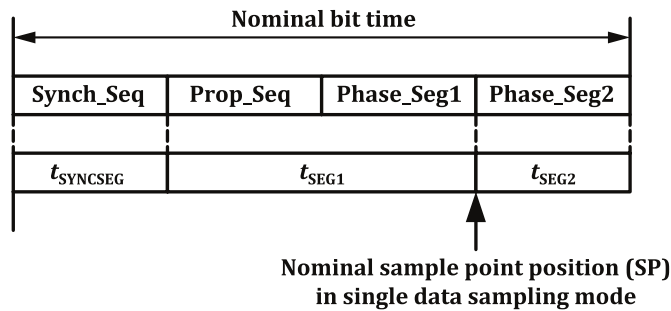 Nominal bit time
Synch_Seq Prop_Seq Phase_Seg1 Phase_Seg2
tSYNCSEG tSEG1 tSEG2
Nominal sample point position (SP)
in single data sampling mode